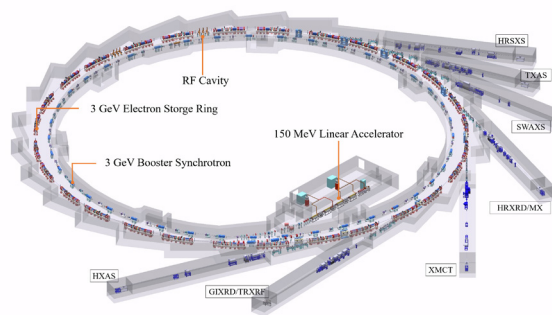 HRSXS
TXAS
RF Cavity
SWAXS
3 GeV Electron Storge Ring
150 MeV Linear Accelerator
3 GeV Booster Synchrotron
HRXRD/MX
XMCT
HXAS
GIXRD/TRXRF